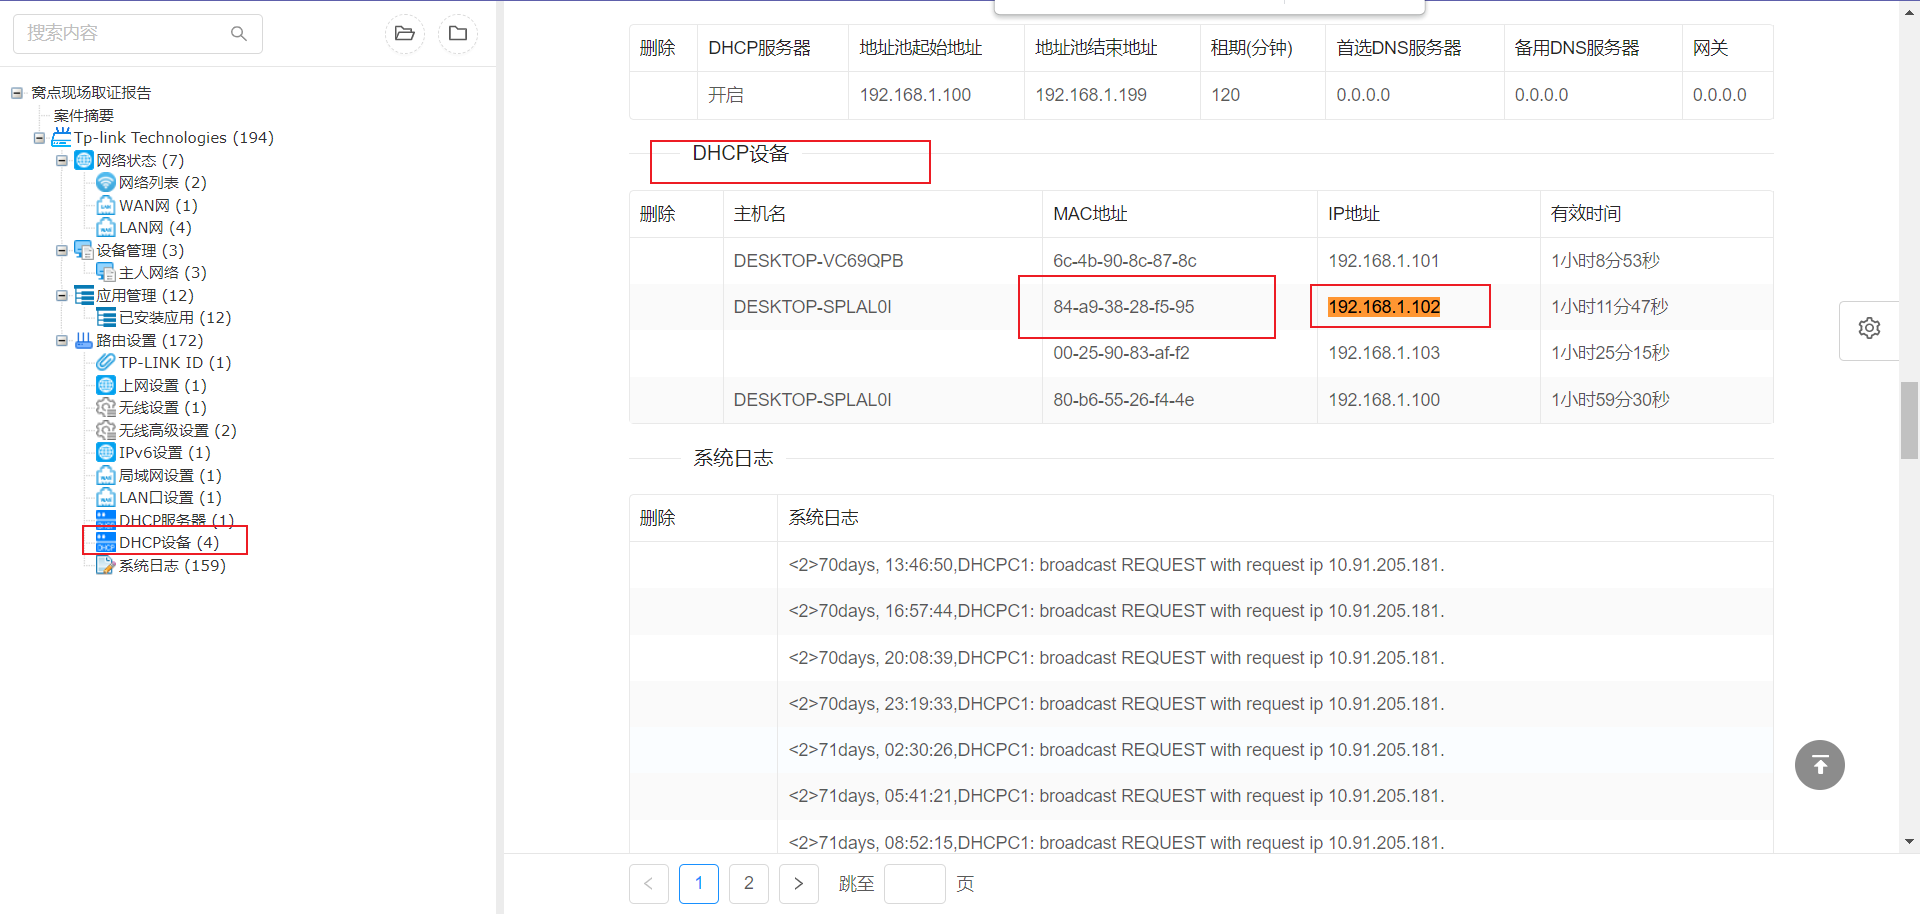 搜索内容
窝点现场取证报告
案件摘要
Tp-link Technologies (194)
网络状态 (7)
网络列表 (2)
WAN网 (1)
LAN网 (4)
设备管理 (3)
主人网络 (3)
应用管理 (12)
已安装应用 (12)
路由设置 (172)
TP-LINK ID (1)
上网设置 (1)
无线设置 (1)
无线高级设置 (2)
IPv6设置 (1)
局域网设置 (1)
LAN口设置 (1)
DHCP服务器 (1)
DHCP设备 (4)
系统日志 (159)
删除 DHCP服务器 地址池起始地址 地址池结束地址 租期(分钟) 首选DNS服务器 备用DNS服务器 网关
开启 192.168.1.100 192.168.1.199 120 0.0.0.0 0.0.0.0 0.0.0.0
DHCP设备
删除 主机名 MAC地址 IP地址 有效时间
DESKTOP-VC69QPB 6c-4b-90-8c-87-8c 192.168.1.101 1小时8分53秒
DESKTOP-SPLAL0I 84-a9-38-28-f5-95 192.168.1.102 1小时11分47秒
00-25-90-83-af-f2 192.168.1.103 1小时25分15秒
DESKTOP-SPLAL0I 80-b6-55-26-f4-4e 192.168.1.100 1小时59分30秒
系统日志
删除 系统日志
<2>70days, 13:46:50,DHCPC1: broadcast REQUEST with request ip 10.91.205.181.
<2>70days, 16:57:44,DHCPC1: broadcast REQUEST with request ip 10.91.205.181.
<2>70days, 20:08:39,DHCPC1: broadcast REQUEST with request ip 10.91.205.181.
<2>70days, 23:19:33,DHCPC1: broadcast REQUEST with request ip 10.91.205.181.
<2>71days, 02:30:26,DHCPC1: broadcast REQUEST with request ip 10.91.205.181.
<2>71days, 05:41:21,DHCPC1: broadcast REQUEST with request ip 10.91.205.181.
<2>71days, 08:52:15,DHCPC1: broadcast REQUEST with request ip 10.91.205.181.
< 1 2 > 跳至 页